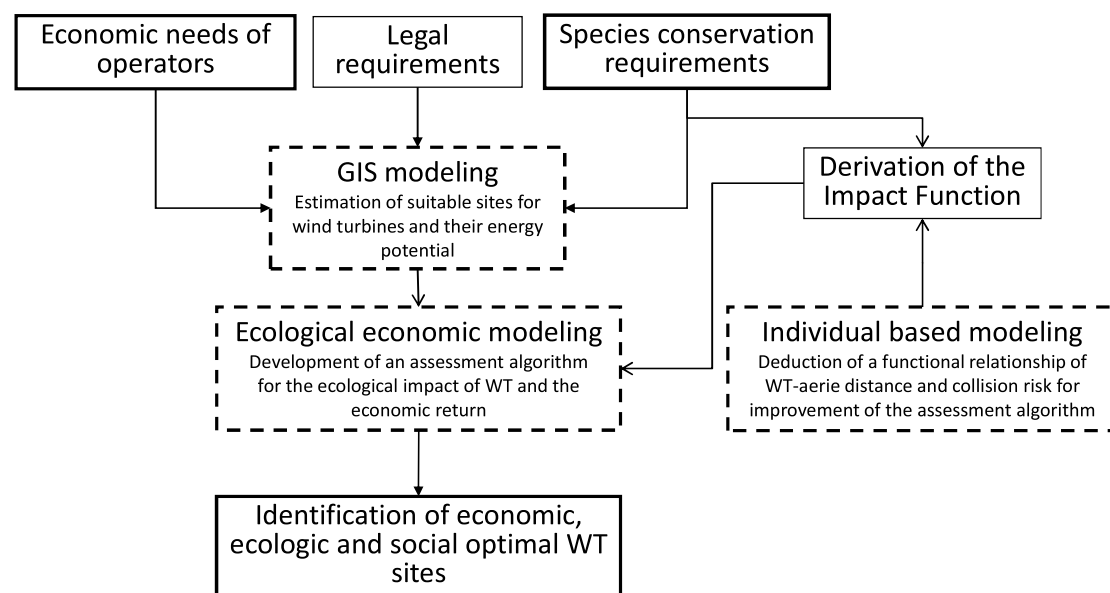 Economic needs of
operators
Legal
requirements
Species conservation
requirements
GIS modeling
Estimation of suitable sites for
wind turbines and their energy
potential
Derivation of the
Impact Function
Ecological economic modeling
Development of an assessment algorithm
for the ecological impact of WT and the
economic return
Individual based modeling
Deduction of a functional relationship of
WT-aerie distance and collision risk for
improvement of the assessment algorithm
Identification of economic,
ecologic and social optimal WT
sites